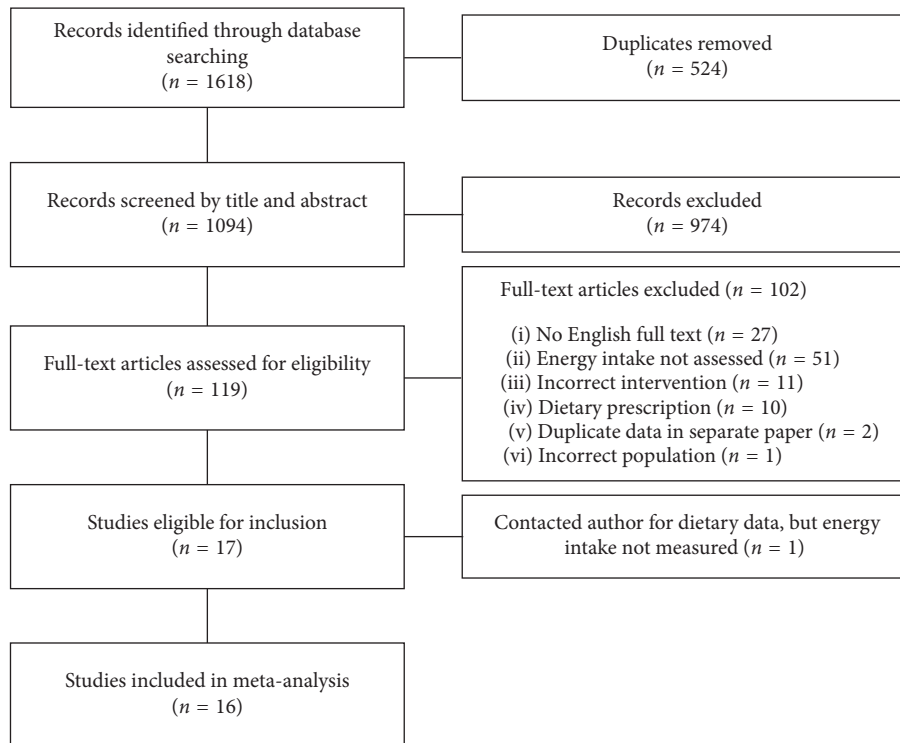 Records identified through database
searching
(n = 1618)
Duplicates removed
(n = 524)
Records screened by title and abstract
(n = 1094)
Records excluded
(n = 974)
Full-text articles assessed for eligibility
(n = 119)
Full-text articles excluded (n = 102)
(i) No English full text (n = 27)
(ii) Energy intake not assessed (n = 51)
(iii) Incorrect intervention (n = 11)
(iv) Dietary prescription (n = 10)
(v) Duplicate data in separate paper (n = 2)
(vi) Incorrect population (n = 1)
Studies eligible for inclusion
(n = 17)
Contacted author for dietary data, but energy
intake not measured (n = 1)
Studies included in meta-analysis
(n = 16)